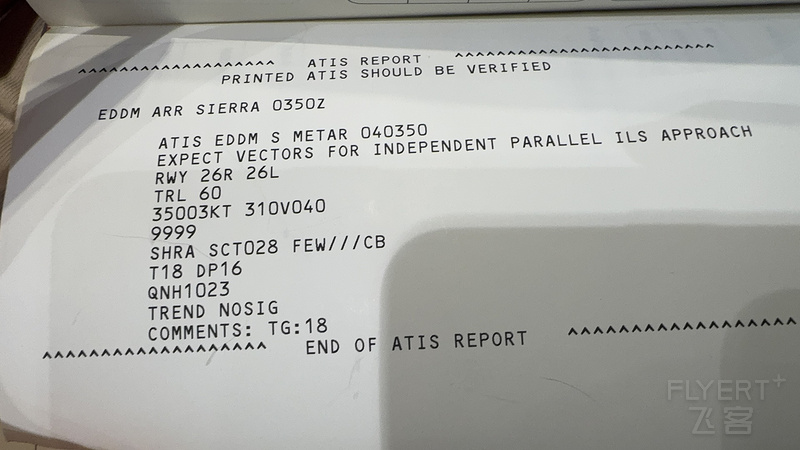 ^^^^^^^^^^^^^^^^^^^ ATIS REPORT ^^^^^^^^^^^^^^^^^^^^^^^^^
PRINTED ATIS SHOULD BE VERIFIED
EDDM ARR SIERRA 0350Z
ATIS EDDM S METAR 040350
EXPECT VECTORS FOR INDEPENDENT PARALLEL ILS APPROACH
RWY 26R 26L
TRL 60
35003KT 310V040
9999
SHRA SCT028 FEW///CB
T18 DP16
QNH1023
TREND NOSIG
COMMENTS: TG:18
^^^^^^^^^^^^^^^^^^^ END OF ATIS REPORT ^^^^^^^^^^^^^^^^^^^^^^
FLYERT+
飞客